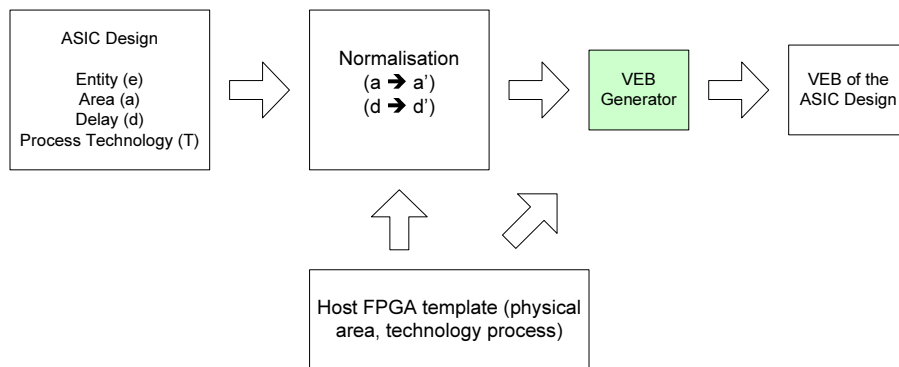 ASIC Design
Entity (e)
Area (a)
Delay (d)
Process Technology (T)
Normalisation
(a ➔ a’)
(d ➔ d’)
VEB
Generator
VEB of the
ASIC Design
Host FPGA template (physical
area, technology process)